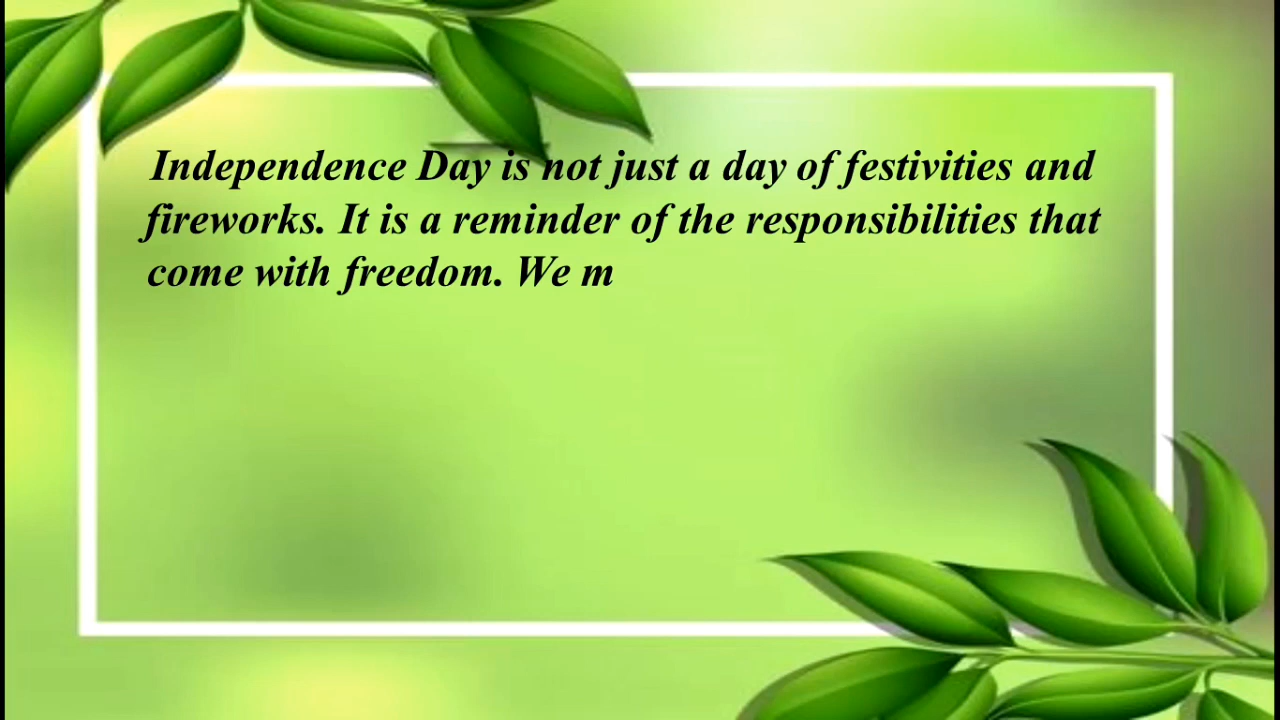 Independence Day is not just a day of festivities and
fireworks. It is a reminder of the responsibilities that
come with freedom. We m